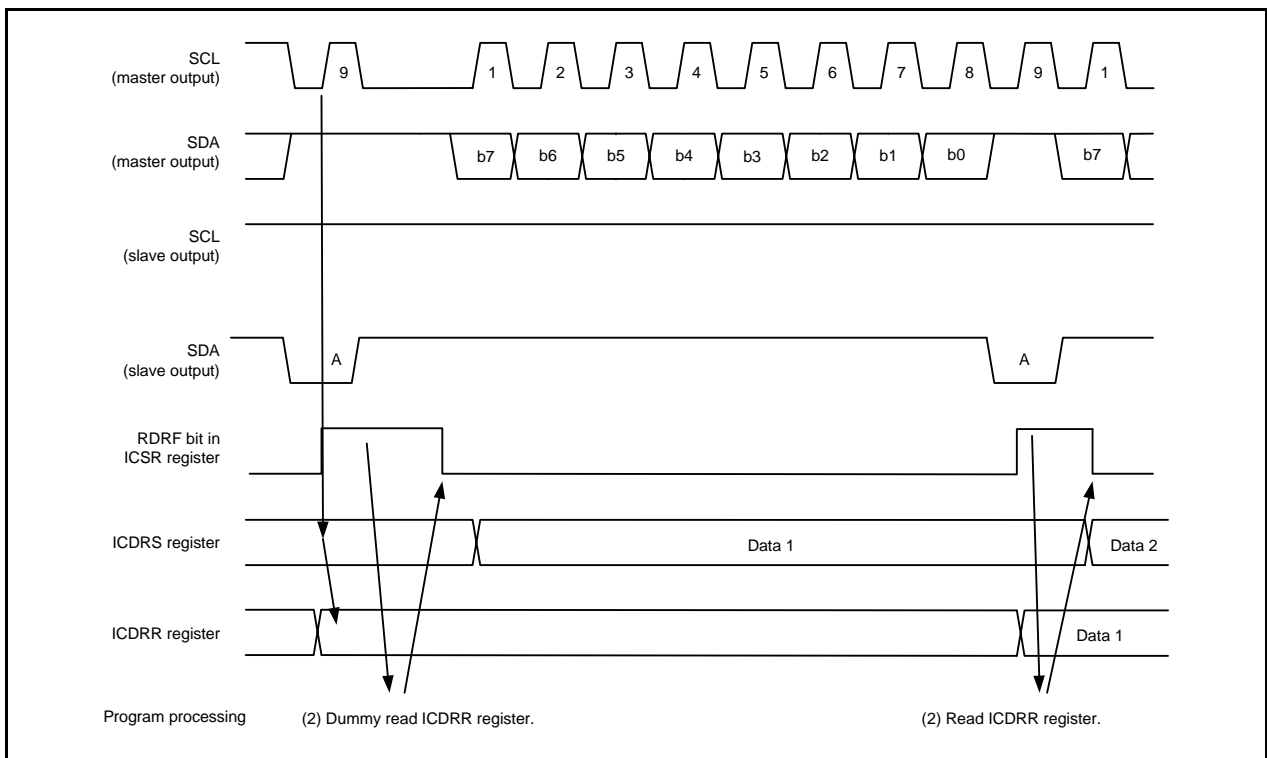 SCL
(master output)
9 1 2 3 4 5 6 7 8 9 1
SDA
(master output)
b7 b6 b5 b4 b3 b2 b1 b0 b7
SCL
(slave output)
SDA
(slave output)
A A
RDRF bit in
ICSR register
ICDRS register
Data 1 Data 2
ICDRR register
Data 1
Program processing
(2) Dummy read ICDRR register. (2) Read ICDRR register.